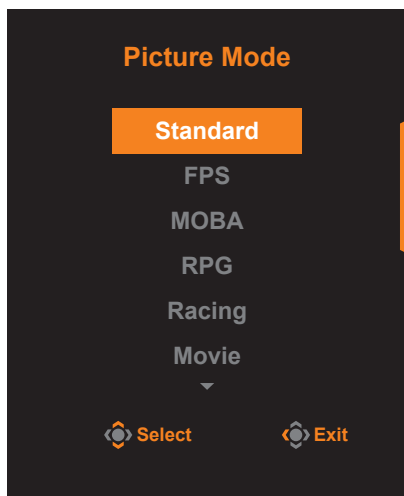 Picture Mode
Standard
FPS
MOBA
RPG
Racing
Movie
Select Exit